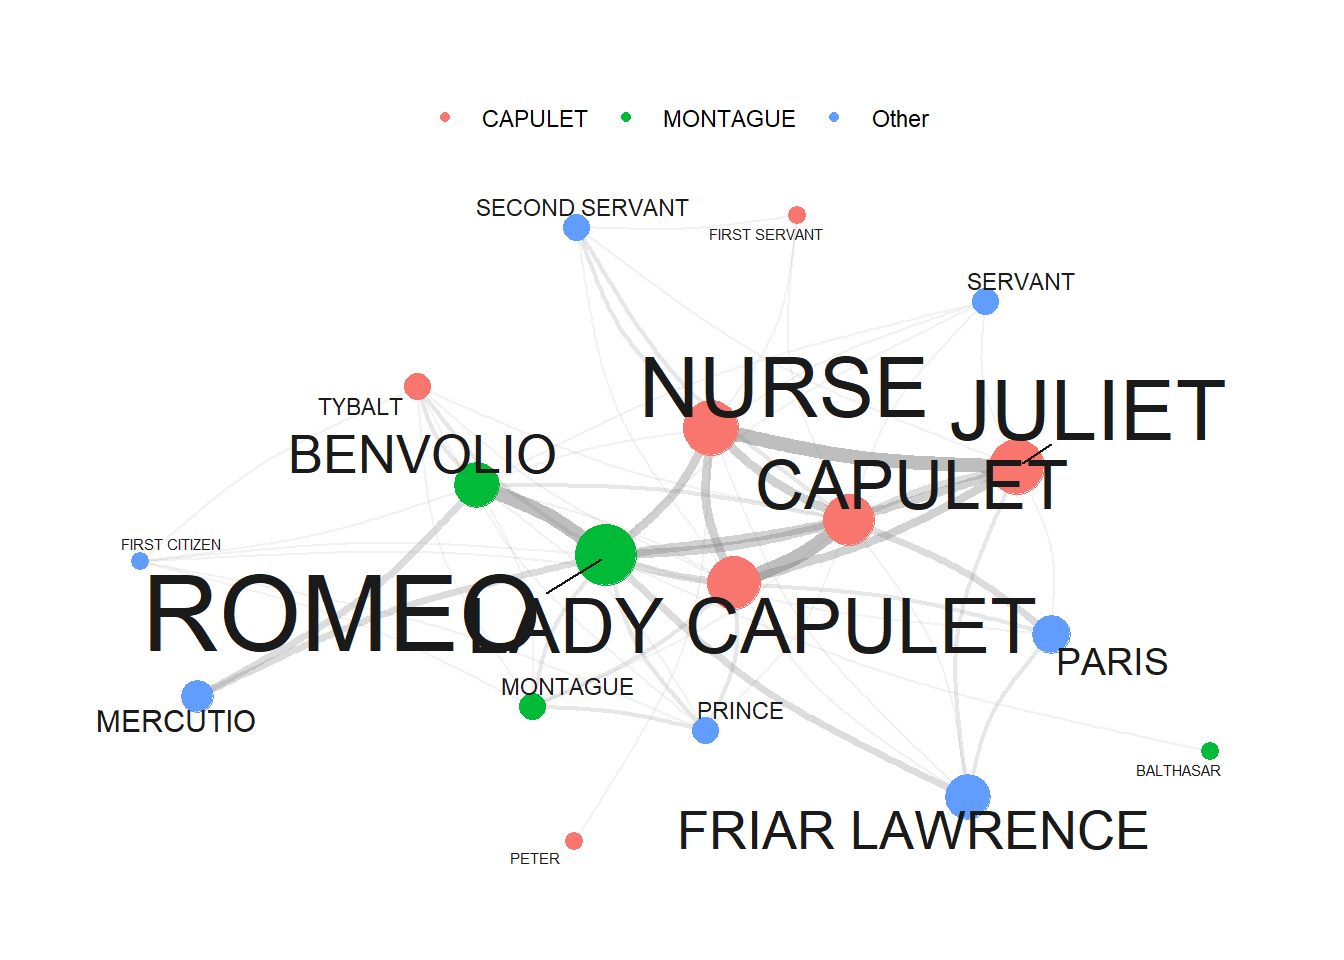 CAPULET MONTAGUE Other
SECOND SERVANT
FIRST SERVANT
SERVANT
NURSE
JULIET
TYBALT
BENVOLIO
CAPULET
FIRST CITIZEN
ROMEO
LADY CAPULET
PARIS
MONTAGUE
PRINCE
MERCUTIO
BALTHASAR
FRIAR LAWRENCE
PETER